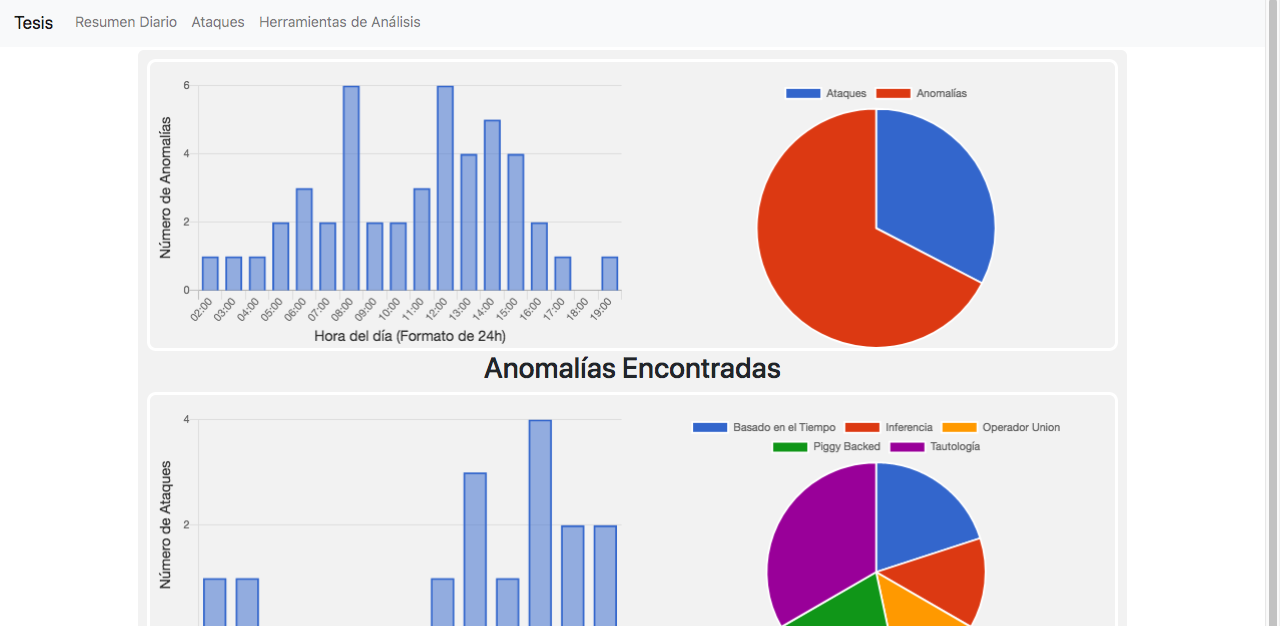 Tesis Resumen Diario Ataques Herramientas de Análisis
Número de Anomalías
6
4
2
0
02:00 03:00 04:00 05:00 06:00 07:00 08:00 09:00 10:00 11:00 12:00 13:00 14:00 15:00 16:00 17:00 18:00 19:00
Hora del día (Formato de 24h)
Ataques Anomalías
Anomalías Encontradas
Número de Ataques
4
2
Basado en el Tiempo Inferencia Operador Union
Piggy Backed Tautología